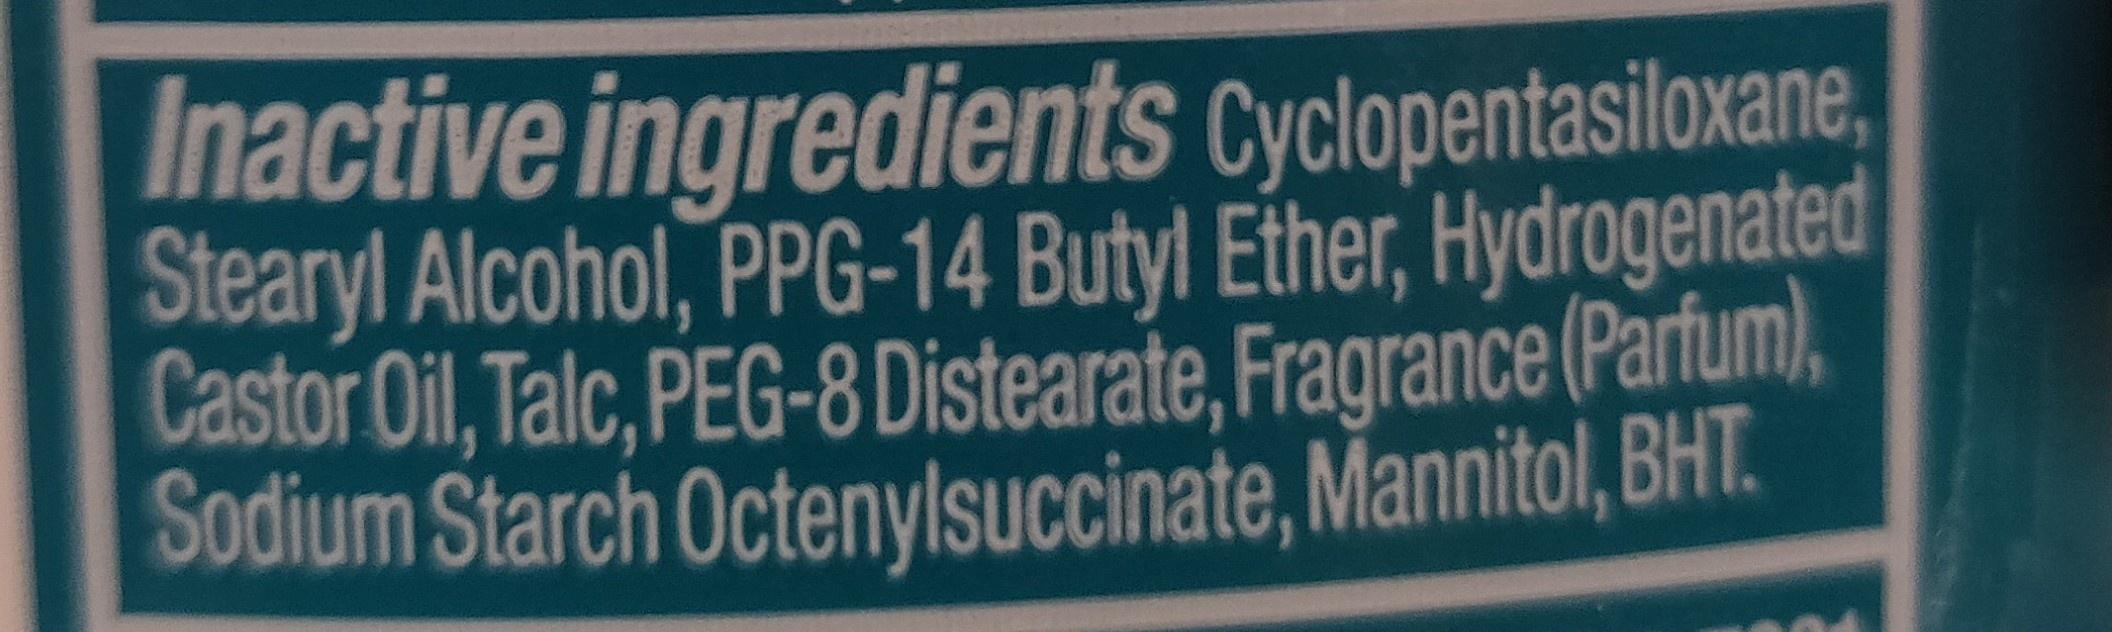 Inactive ingredients Cyclopentasiloxane,
Stearyl Alcohol, PPG-14 Butyl Ether, Hydrogenated
Castor Oil, Talc, PEG-8 Distearate, Fragrance (Parfum),
Sodium Starch Octenylsuccinate, Mannitol, BHT.